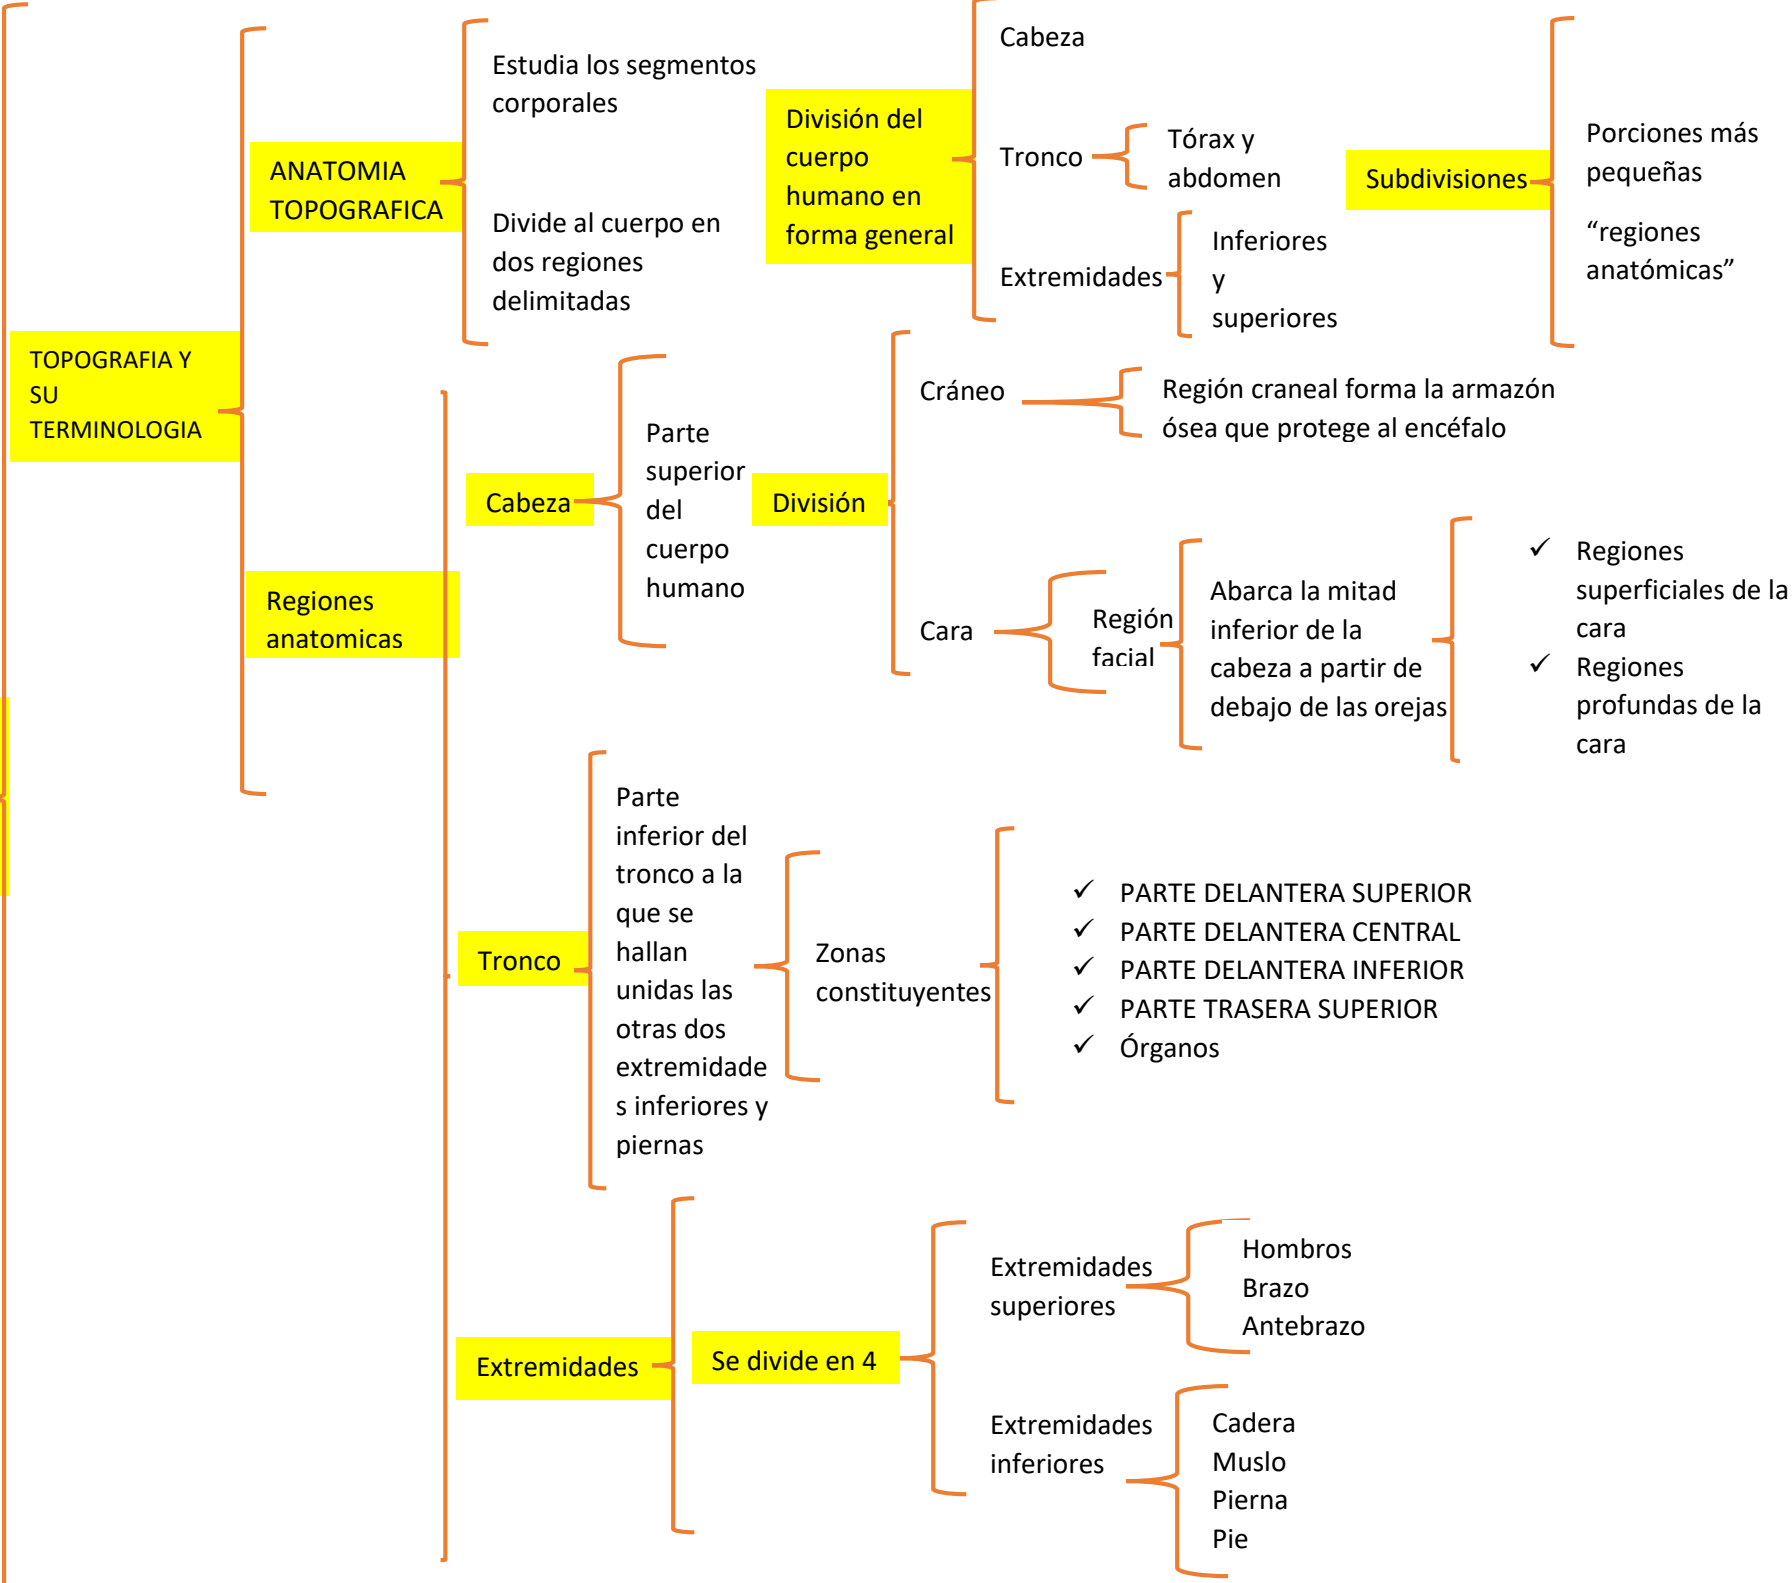 TOPOGRAFIA Y
SU
TERMINOLOGIA
ANATOMIA
TOPOGRAFICA
Estudia los segmentos
corporales
Divide al cuerpo en
dos regiones
delimitadas
División del
cuerpo
humano en
forma general
Cabeza
Tronco
Tórax y
abdomen
Extremidades
Inferiores
y
superiores
Subdivisiones
Porciones más
pequeñas
“regiones
anatómicas”
Regiones
anatomicas
Cabeza
Parte
superior
del
cuerpo
humano
División
Cráneo
Región craneal forma la armazón
ósea que protege al encéfalo
Cara
Región
facial
Abarca la mitad
inferior de la
cabeza a partir de
debajo de las orejas
✓ Regiones
superficiales de la
cara
✓ Regiones
profundas de la
cara
Tronco
Parte
inferior del
tronco a la
que se
hallan
unidas las
otras dos
extremidade
s inferiores y
piernas
Zonas
constituyentes
✓ PARTE DELANTERA SUPERIOR
✓ PARTE DELANTERA CENTRAL
✓ PARTE DELANTERA INFERIOR
✓ PARTE TRASERA SUPERIOR
✓ Órganos
Extremidades
Se divide en 4
Extremidades
superiores
Hombros
Brazo
Antebrazo
Extremidades
inferiores
Cadera
Muslo
Pierna
Pie